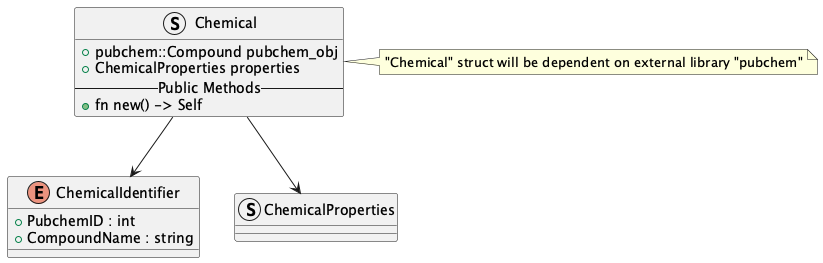 S Chemical
pubchem::Compound pubchem_obj
ChemicalProperties properties
Public Methods
fn new() -> Self
"Chemical" struct will be dependent on external library "pubchem"
E ChemicalIdentifier
PubchemID : int
CompoundName : string
S ChemicalProperties